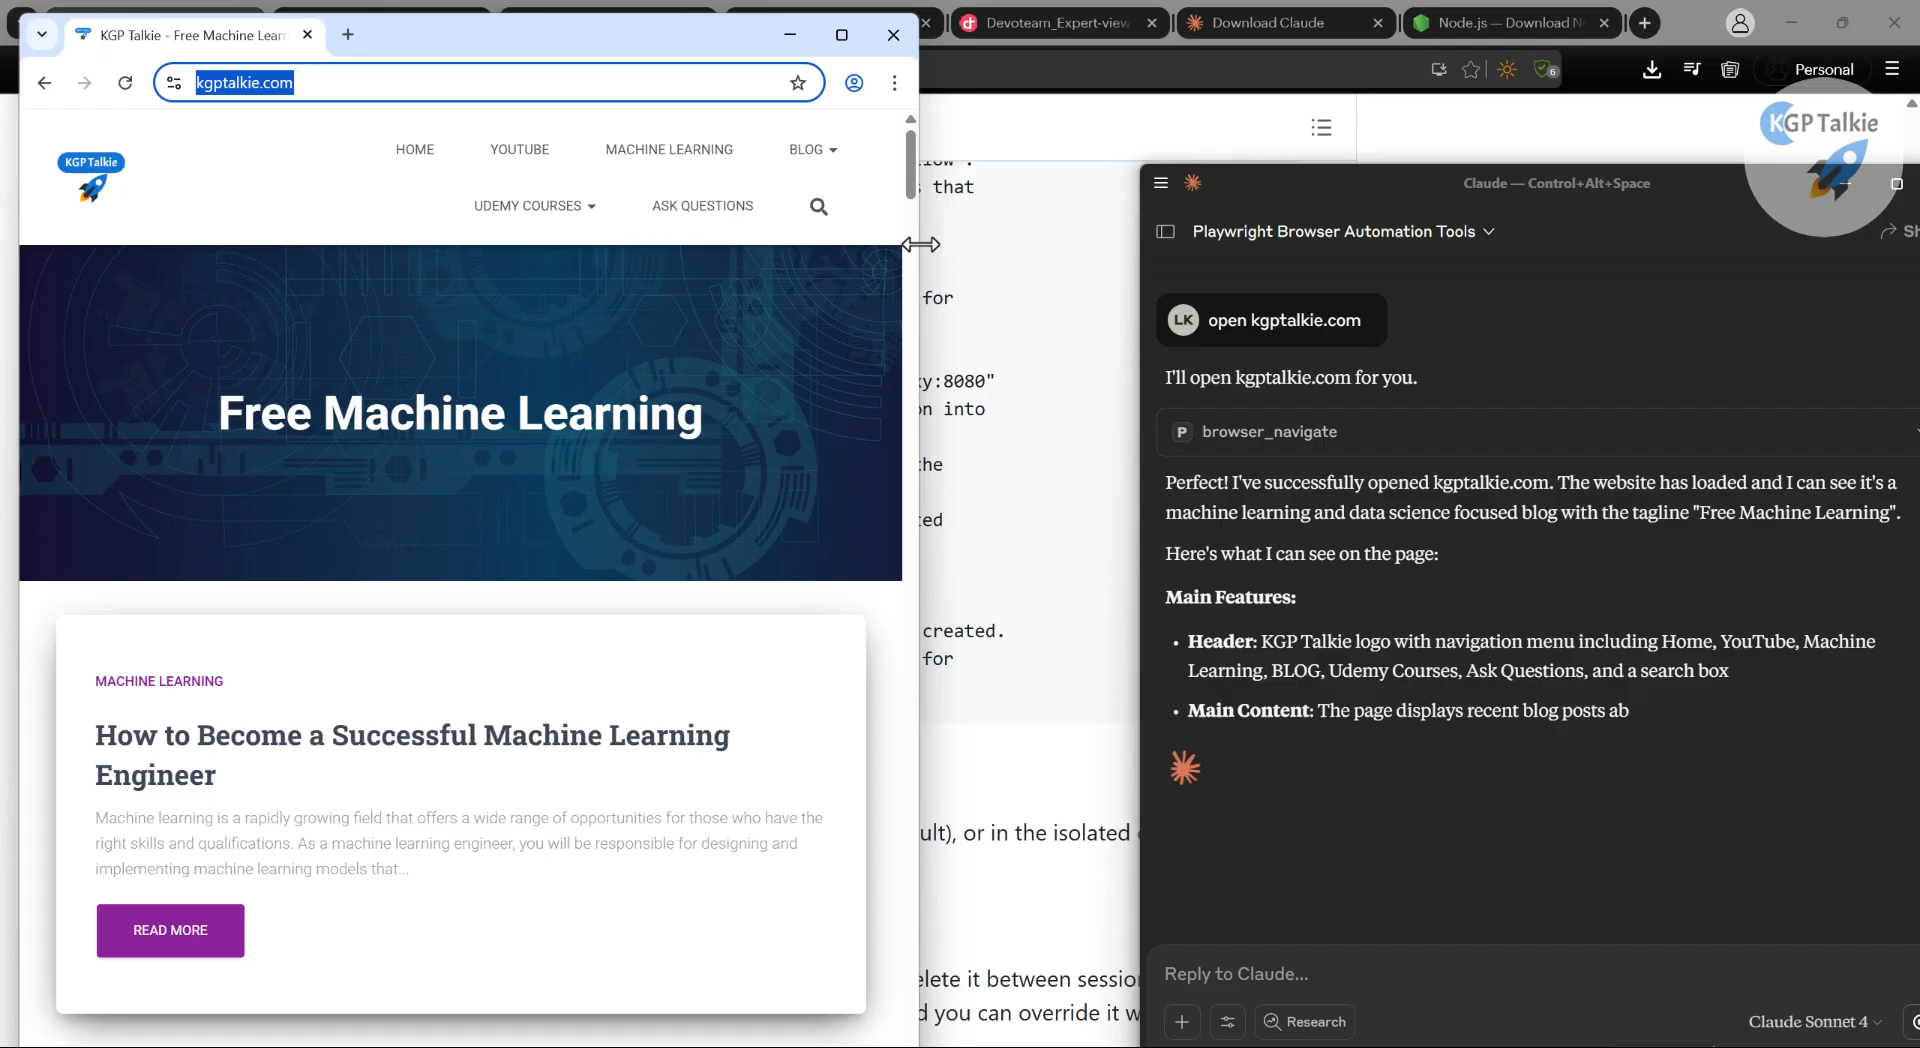 KGP Talkie - Free Machine Lear
Devoteam_Expert-view
Download Claude
Node.js — Download N
kgptalkie.com
6
Personal
KGP Talkie
KGP Talkie
HOME
YOUTUBE
MACHINE LEARNING
BLOG
UDEMY COURSES
ASK QUESTIONS
Free Machine Learning
MACHINE LEARNING
How to Become a Successful Machine Learning
Engineer
Machine learning is a rapidly growing field that offers a wide range of opportunities for those who have the
right skills and qualifications. As a machine learning engineer, you will be responsible for designing and
implementing machine learning models that...
READ MORE
that
for
xy:8080"
on into
the
ted
created.
for
ult), or in the isolated
elete it between session
d you can override it w
Claude — Control+Alt+Space
Playwright Browser Automation Tools
Sh
LK
open kgptalkie.com
I'll open kgptalkie.com for you.
P browser_navigate
Perfect! I've successfully opened kgptalkie.com. The website has loaded and I can see it's a
machine learning and data science focused blog with the tagline "Free Machine Learning".
Here's what I can see on the page:
Main Features:
• Header: KGP Talkie logo with navigation menu including Home, YouTube, Machine
Learning, BLOG, Udemy Courses, Ask Questions, and a search box
• Main Content: The page displays recent blog posts ab
Reply to Claude...
Research
Claude Sonnet 4